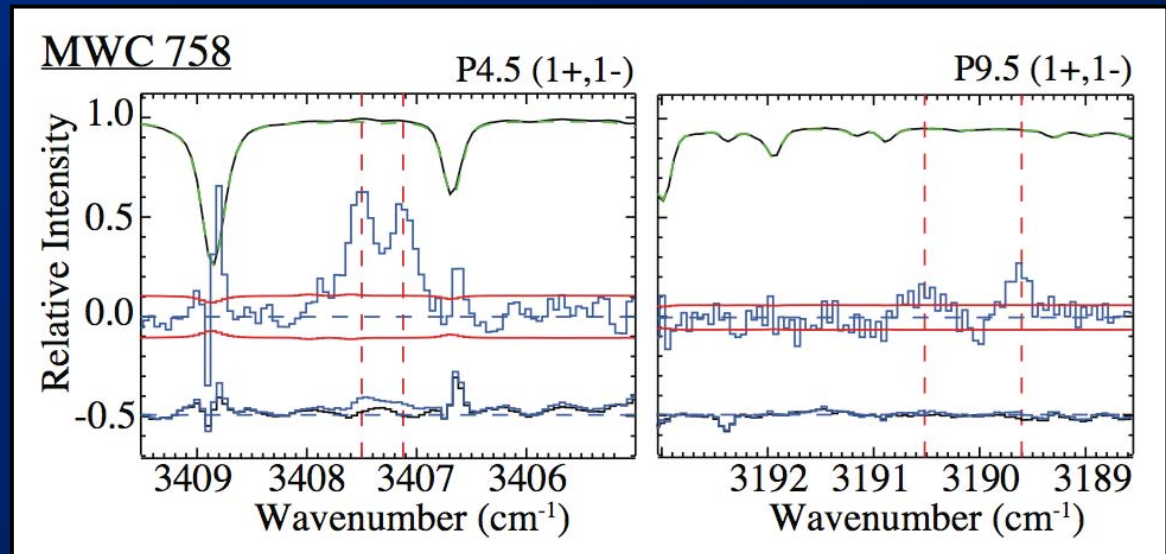 MWC 758
P4.5 (1+,1-)
P9.5 (1+,1-)
Relative Intensity
1.0
0.5
0.0
-0.5
3409 3408 3407 3406
3192 3191 3190 3189
Wavenumber (cm-1)
Wavenumber (cm-1)